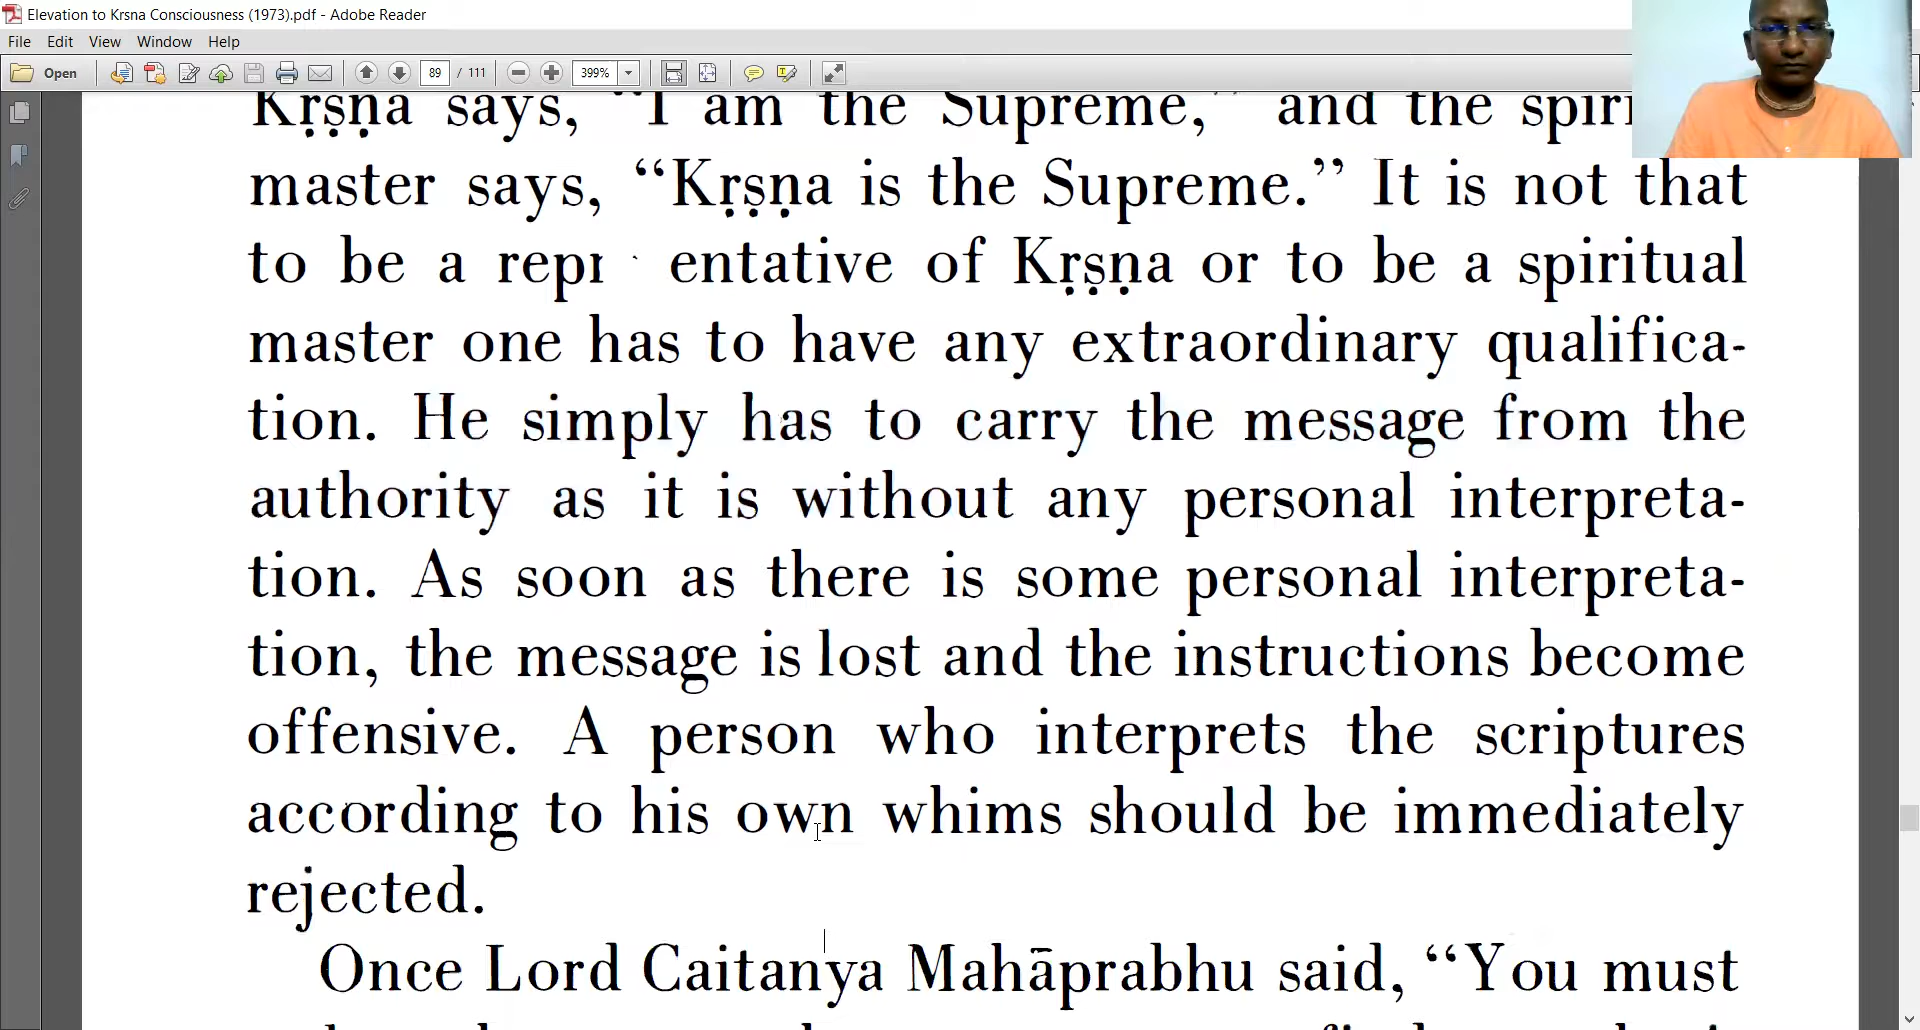 Elevation to Krsna Consciousness (1973).pdf - Adobe Reader
File Edit View Window Help
Open 89 / 111 399%
Kṛṣṇa says, “I am the Supreme,” and the
master says, “Kṛṣṇa is the Supreme.” It is not that
to be a entative of Kṛṣṇa or to be a spiritual
master one has to have any extraordinary qualifica-
tion. He simply has to carry the message from the
authority as it is without any personal interpreta-
tion. As soon as there is some personal interpreta-
tion, the message is lost and the instructions become
offensive. A person who interprets the scriptures
according to his own whims should be immediately
rejected.
Once Lord Caitanya Mahāprabhu said, “You must